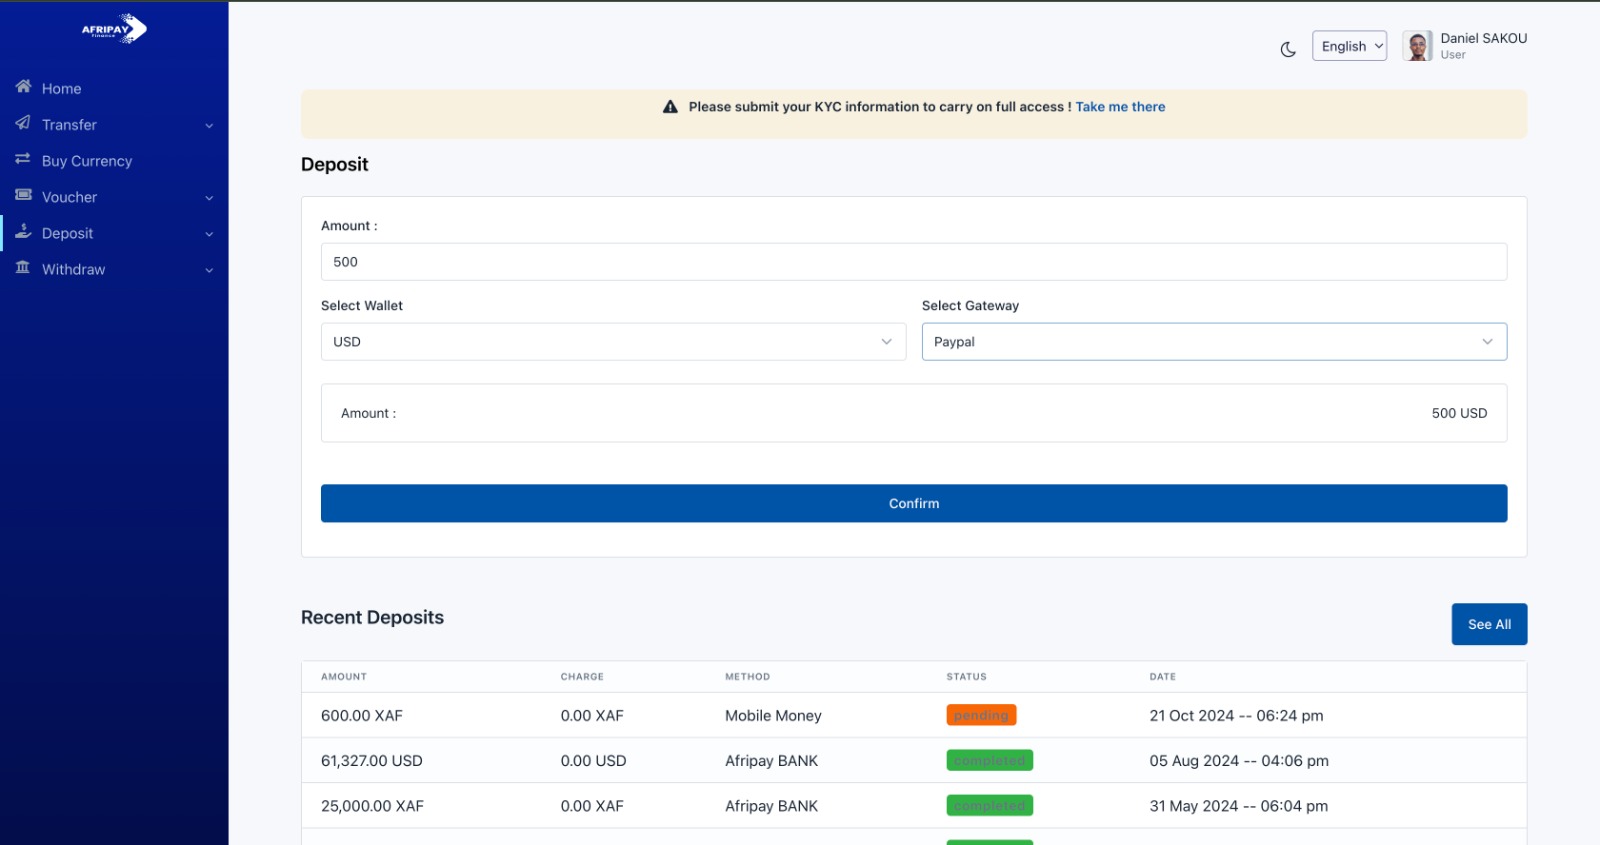 AFRIPAY
Finance
Home
Transfer
Buy Currency
Voucher
Deposit
Withdraw
English
Daniel SAKOU
User
Please submit your KYC information to carry on full access ! Take me there
Deposit
Amount :
500
Select Wallet
Select Gateway
USD
Paypal
Amount :
500 USD
Confirm
Recent Deposits
See All
AMOUNT CHARGE METHOD STATUS DATE
600.00 XAF 0.00 XAF Mobile Money pending 21 Oct 2024 -- 06:24 pm
61,327.00 USD 0.00 USD Afripay BANK completed 05 Aug 2024 -- 04:06 pm
25,000.00 XAF 0.00 XAF Afripay BANK completed 31 May 2024 -- 06:04 pm